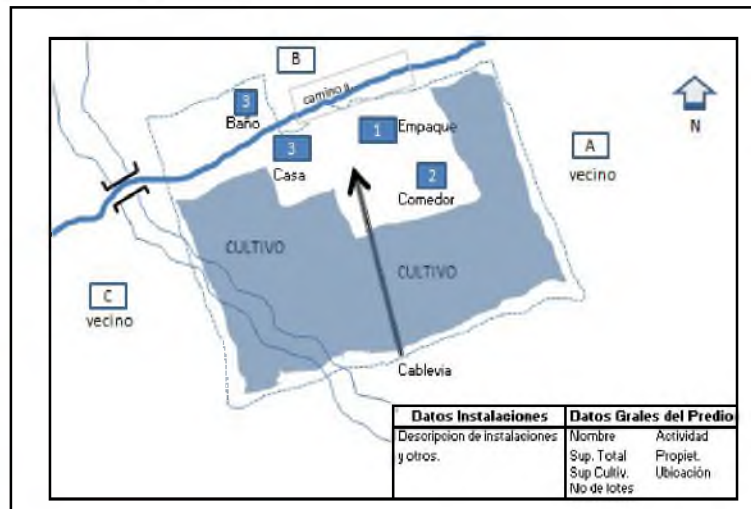 B
camino a
3
Baño
1
Empaque
N
A
vecino
3
Casa
2
Comedor
CULTIVO
CULTIVO
C
vecino
Cablevia
Datos Instalaciones
Descripcion de instalaciones
y otros.
Datos Grales del Predio
Nombre Actividad
Sup. Total Propiet.
Sup Cultiv. Ubicación
No de lotes